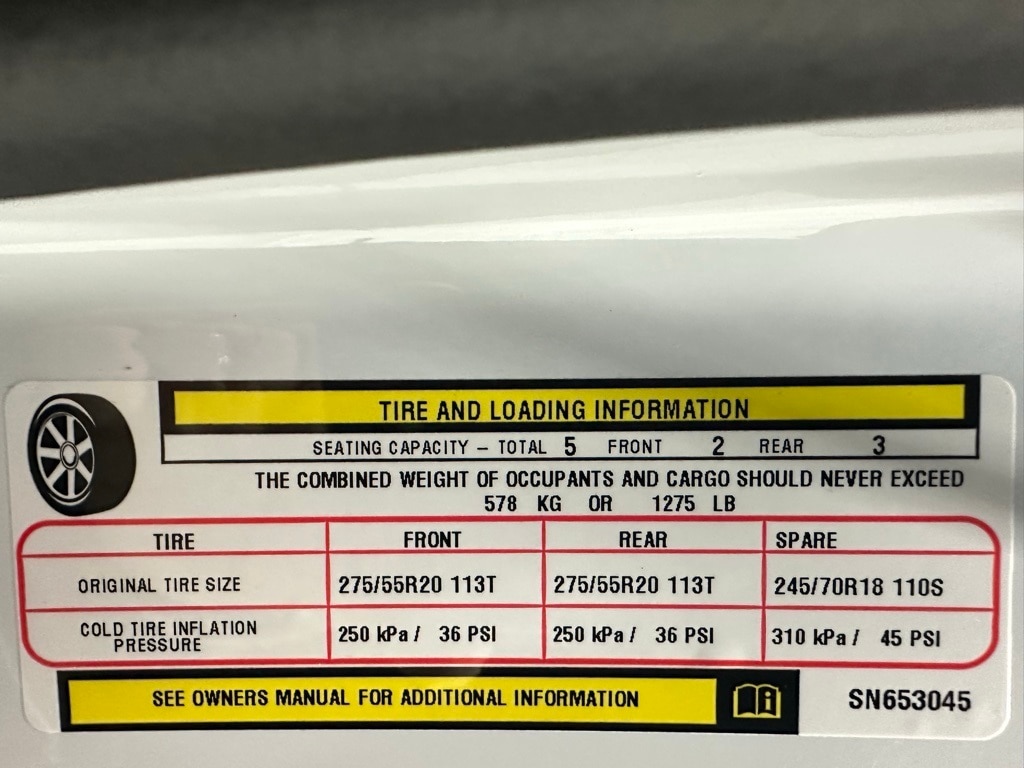 TIRE AND LOADING INFORMATION
SEATING CAPACITY – TOTAL 5 FRONT 2 REAR 3
THE COMBINED WEIGHT OF OCCUPANTS AND CARGO SHOULD NEVER EXCEED
578 KG OR 1275 LB
TIRE FRONT REAR SPARE
ORIGINAL TIRE SIZE 275/55R20 113T 275/55R20 113T 245/70R18 110S
COLD TIRE INFLATION
PRESSURE 250 kPa / 36 PSI 250 kPa / 36 PSI 310 kPa / 45 PSI
SEE OWNERS MANUAL FOR ADDITIONAL INFORMATION SN653045